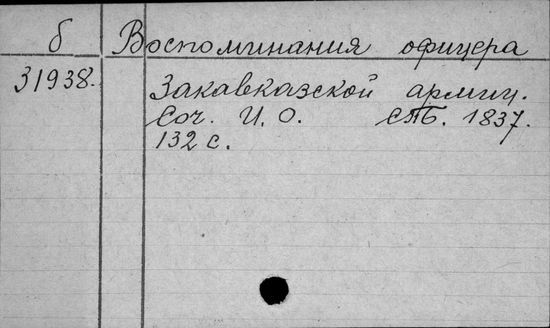 б Воспоминания офицера
31938. Закавказской армии.
Соч. И. О. СПБ. 1837.
132 с.